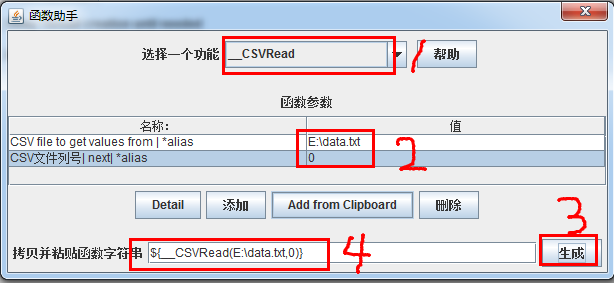 函数助手
选择一个功能 __CSVRead 帮助
1
函数参数
名称: 值
CSV file to get values from | *alias E:\data.txt
CSV文件列号| next| *alias 0
2
Detail 添加 Add from Clipboard 删除
3
拷贝并粘贴函数字符串 ${__CSVRead(E:\data.txt,0)} 生成
4